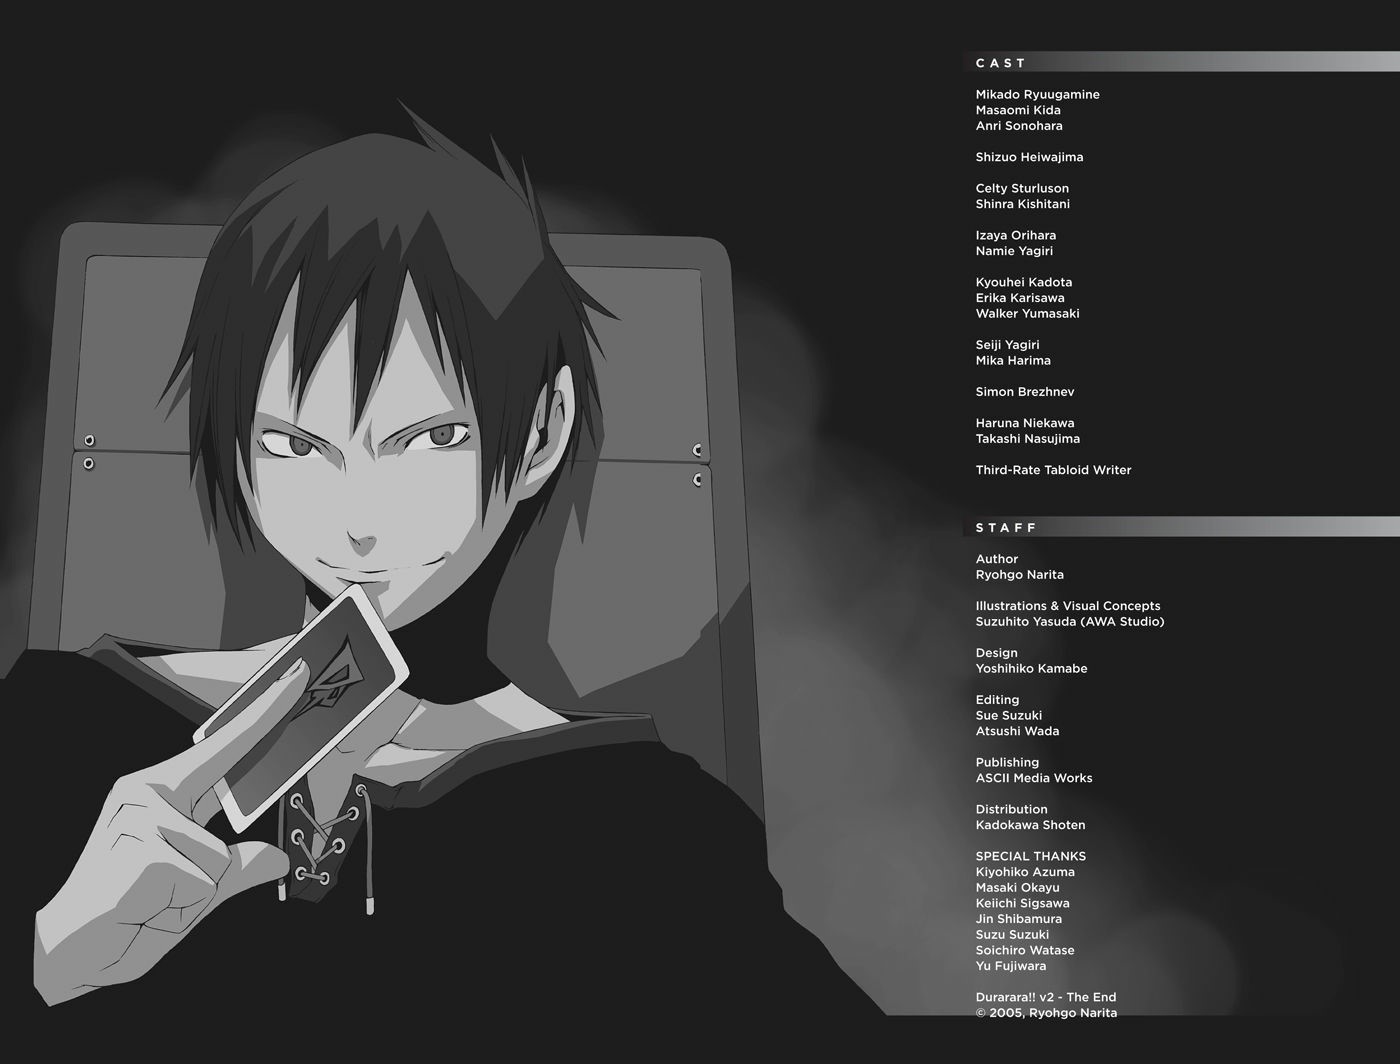 CAST
Mikado Ryuugamine
Masaomi Kida
Anri Sonohara
Shizuo Heiwajima
Celty Sturluson
Shinra Kishitani
Izaya Orihara
Namie Yagiri
Kyouhei Kadota
Erika Karisawa
Walker Yumasaki
Seiji Yagiri
Mika Harima
Simon Brezhnev
Haruna Niekawa
Takashi Nasujima
Third-Rate Tabloid Writer
STAFF
Author
Ryohgo Narita
Illustrations & Visual Concepts
Suzuhito Yasuda (AWA Studio)
Design
Yoshihiko Kamabe
Editing
Sue Suzuki
Atsushi Wada
Publishing
ASCII Media Works
Distribution
Kadokawa Shoten
SPECIAL THANKS
Kiyohiko Azuma
Masaki Okayu
Keiichi Sigsawa
Jin Shibamura
Suzu Suzuki
Soichiro Watase
Yu Fujiwara
Durarara!! v2 - The End
© 2005, Ryohgo Narita